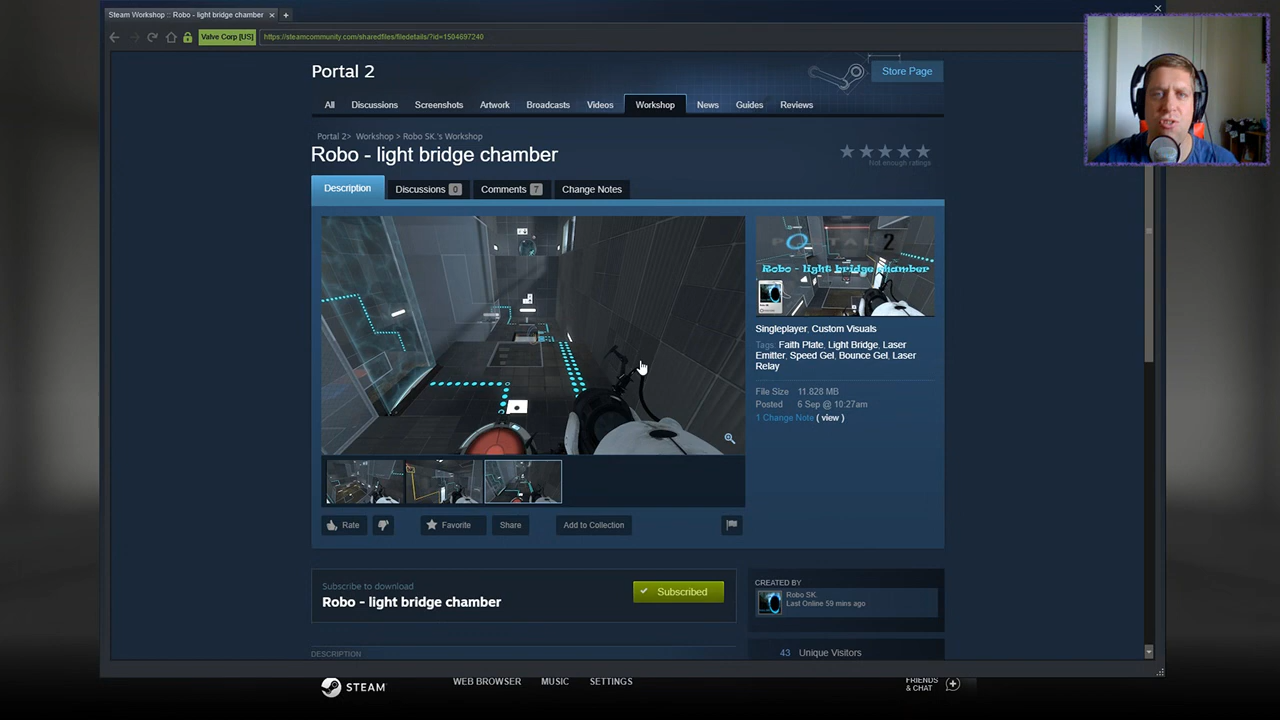 Steam Workshop :: Robo - light bridge chamber
Valve Corp [US] https://steamcommunity.com/sharedfiles/filedetails/?id=1504697240
Portal 2
Store Page
All Discussions Screenshots Artwork Broadcasts Videos Workshop News Guides Reviews
Portal 2> Workshop > Robo SK.'s Workshop
Robo - light bridge chamber
Not enough ratings
Description Discussions 0 Comments 7 Change Notes
PORTAL 2
Robo - light bridge chamber
Singleplayer, Custom Visuals
Tags: Faith Plate, Light Bridge, Laser
Emitter, Speed Gel, Bounce Gel, Laser
Relay
File Size 11.828 MB
Posted 6 Sep @ 10:27am
1 Change Note ( view )
Rate Favorite Share Add to Collection
Subscribe to download
Robo - light bridge chamber
Subscribed
CREATED BY
Robo SK.
Last Online 59 mins ago
DESCRIPTION
43 Unique Visitors
STEAM
WEB BROWSER MUSIC SETTINGS
FRIENDS
& CHAT